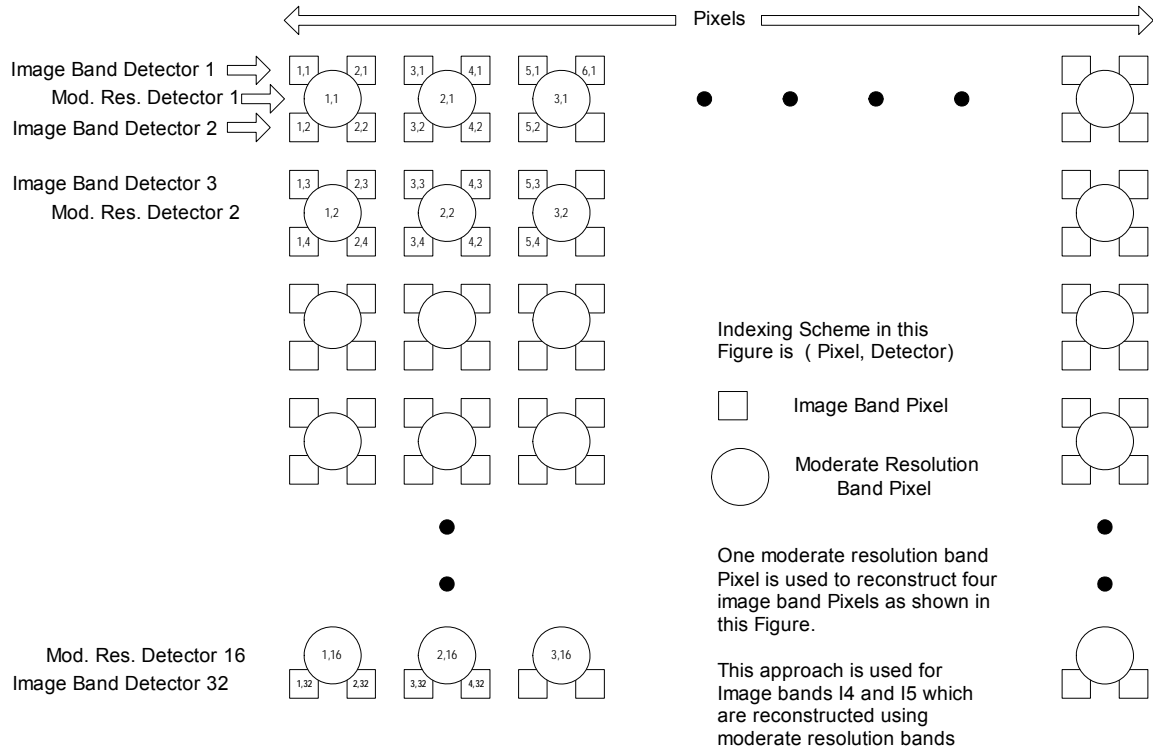 Pixels
Image Band Detector 1
1,1 2,1 3,1 4,1 5,1 6,1
Mod. Res. Detector 1
1,1 2,1 3,1
Image Band Detector 2
1,2 2,2 3,2 4,2 5,2
Image Band Detector 3
1,3 2,3 3,3 4,3 5,3
Mod. Res. Detector 2
1,2 2,2 3,2
1,4 2,4 3,4 4,2 5,4
Indexing Scheme in this
Figure is ( Pixel, Detector)
Image Band Pixel
Moderate Resolution
Band Pixel
One moderate resolution band
Pixel is used to reconstruct four
image band Pixels as shown in
this Figure.
Mod. Res. Detector 16
1,16 2,16 3,16
Image Band Detector 32
1,32 2,32 3,32 4,32
This approach is used for
Image bands I4 and I5 which
are reconstructed using
moderate resolution bands